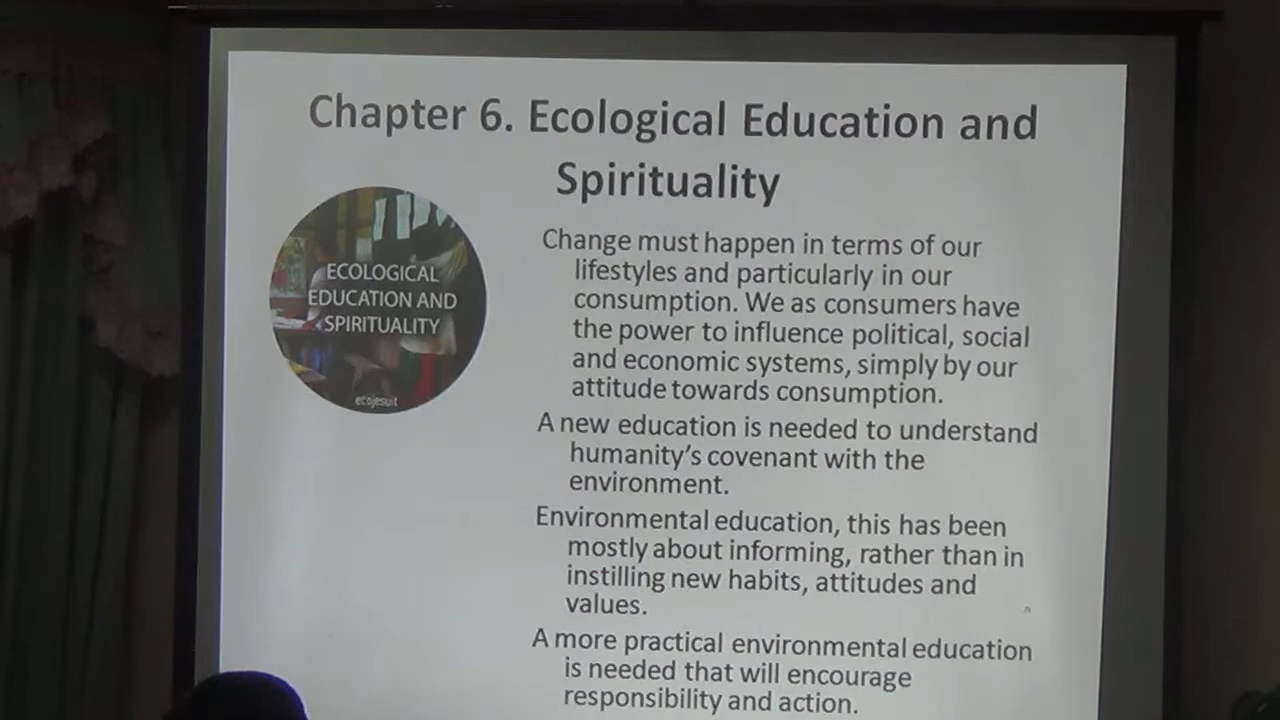 Chapter 6. Ecological Education and
Spirituality
ECOLOGICAL
EDUCATION AND
SPIRITUALITY
ecojesuit
Change must happen in terms of our
lifestyles and particularly in our
consumption. We as consumers have
the power to influence political, social
and economic systems, simply by our
attitude towards consumption.
A new education is needed to understand
humanity's covenant with the
environment.
Environmental education, this has been
mostly about informing, rather than in
instilling new habits, attitudes and
values.
A more practical environmental education
is needed that will encourage
responsibility and action.